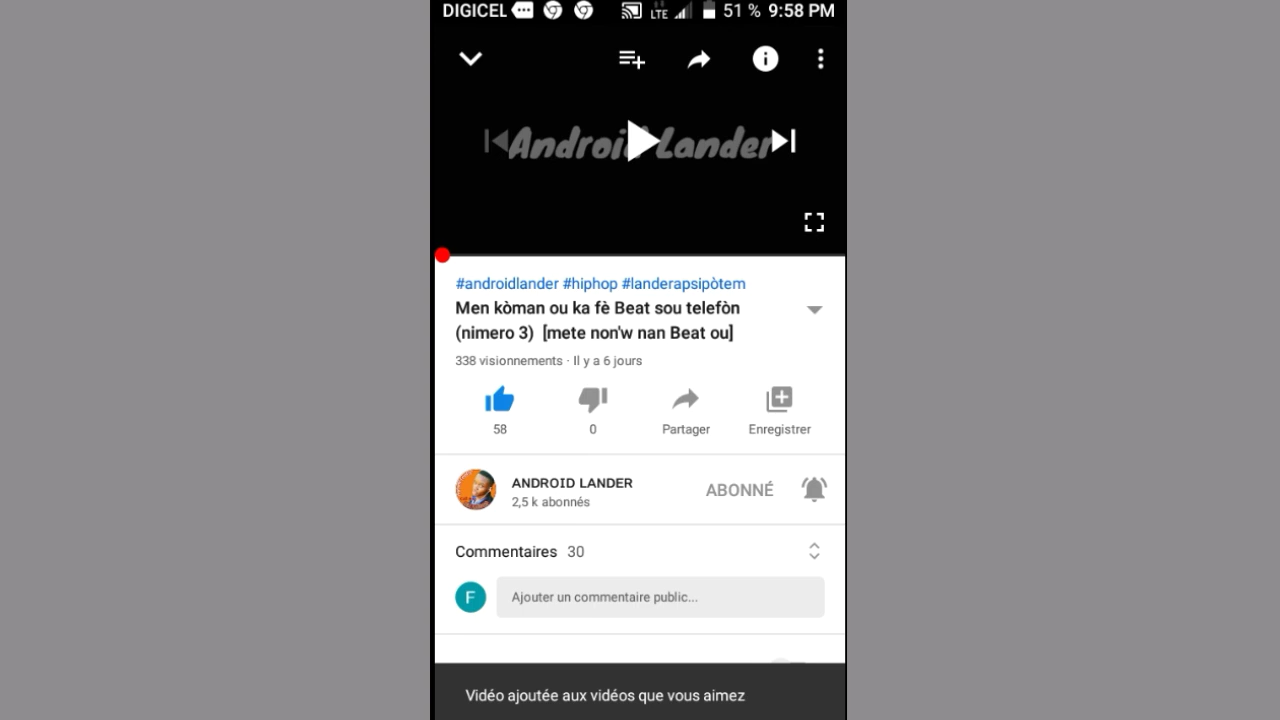 DIGICEL LTE 51 % 9:58 PM
Android Lander
#androidlander #hiphop #landerapsipòtem
Men kòman ou ka fè Beat sou telefòn
(nimero 3) [mete non'w nan Beat ou]
338 visionnements · Il y a 6 jours
58 0 Partager Enregistrer
ANDROID LANDER
2,5 k abonnés
ABONNÉ
Commentaires 30
F
Ajouter un commentaire public...
Vidéo ajoutée aux vidéos que vous aimez